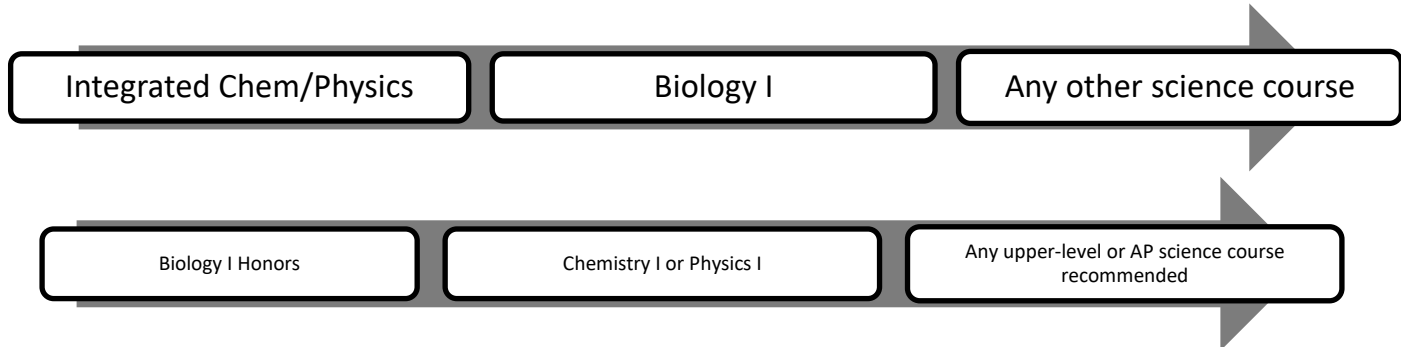 Integrated Chem/Physics
Biology I
Any other science course
Biology I Honors
Chemistry I or Physics I
Any upper-level or AP science course
recommended